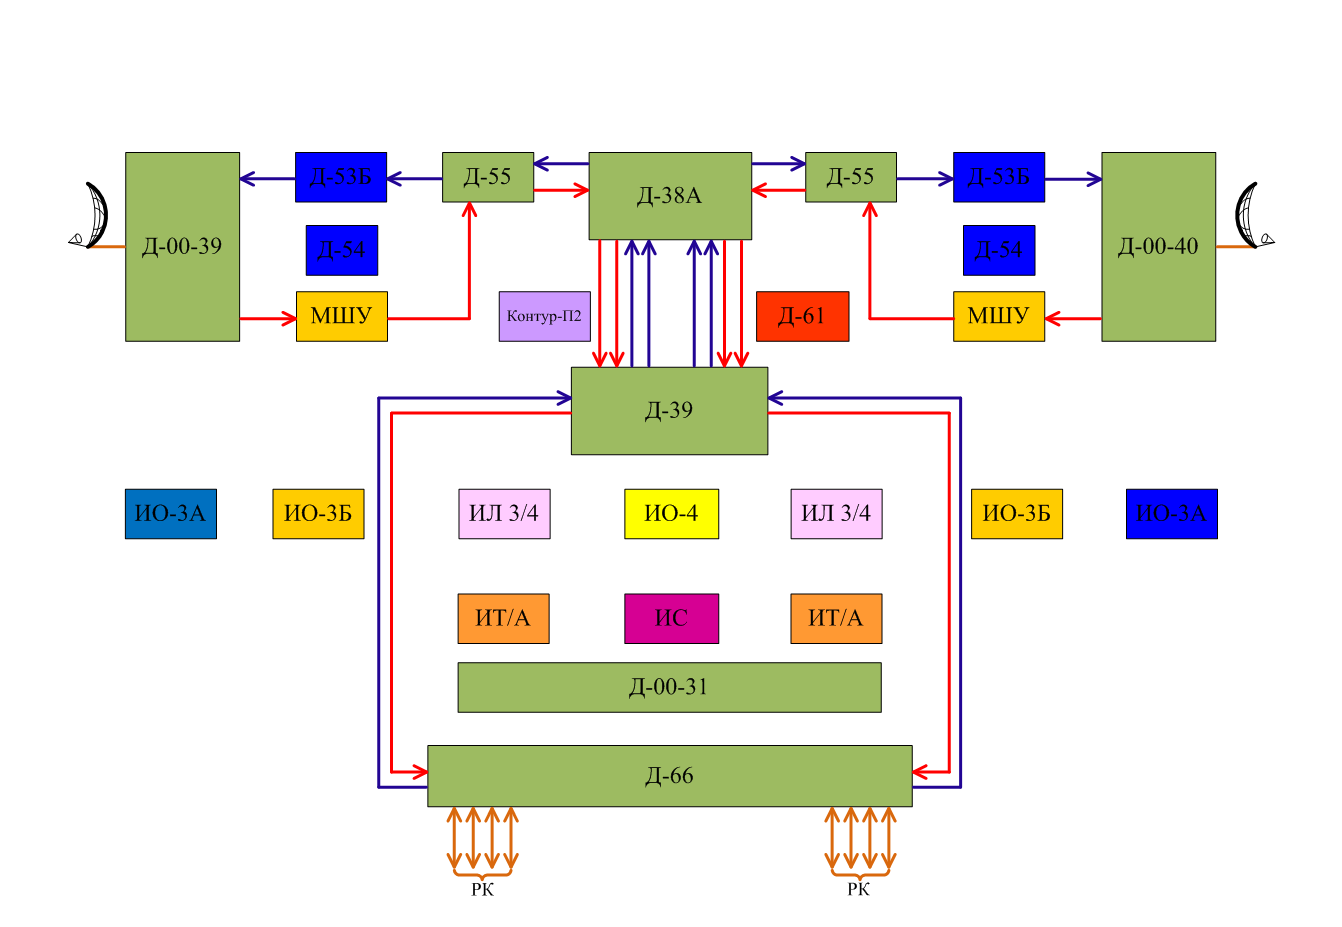 Д-53Б
Д-55
Д-38А
Д-55
Д-53Б
Д-00-39
Д-54
Д-54
Д-00-40
МШУ
Контур-П2
Д-61
МШУ
Д-39
ИО-3А
ИО-3Б
ИЛ 3/4
ИО-4
ИЛ 3/4
ИО-3Б
ИО-3А
ИТ/А
ИС
ИТ/А
Д-00-31
Д-66
РК
РК